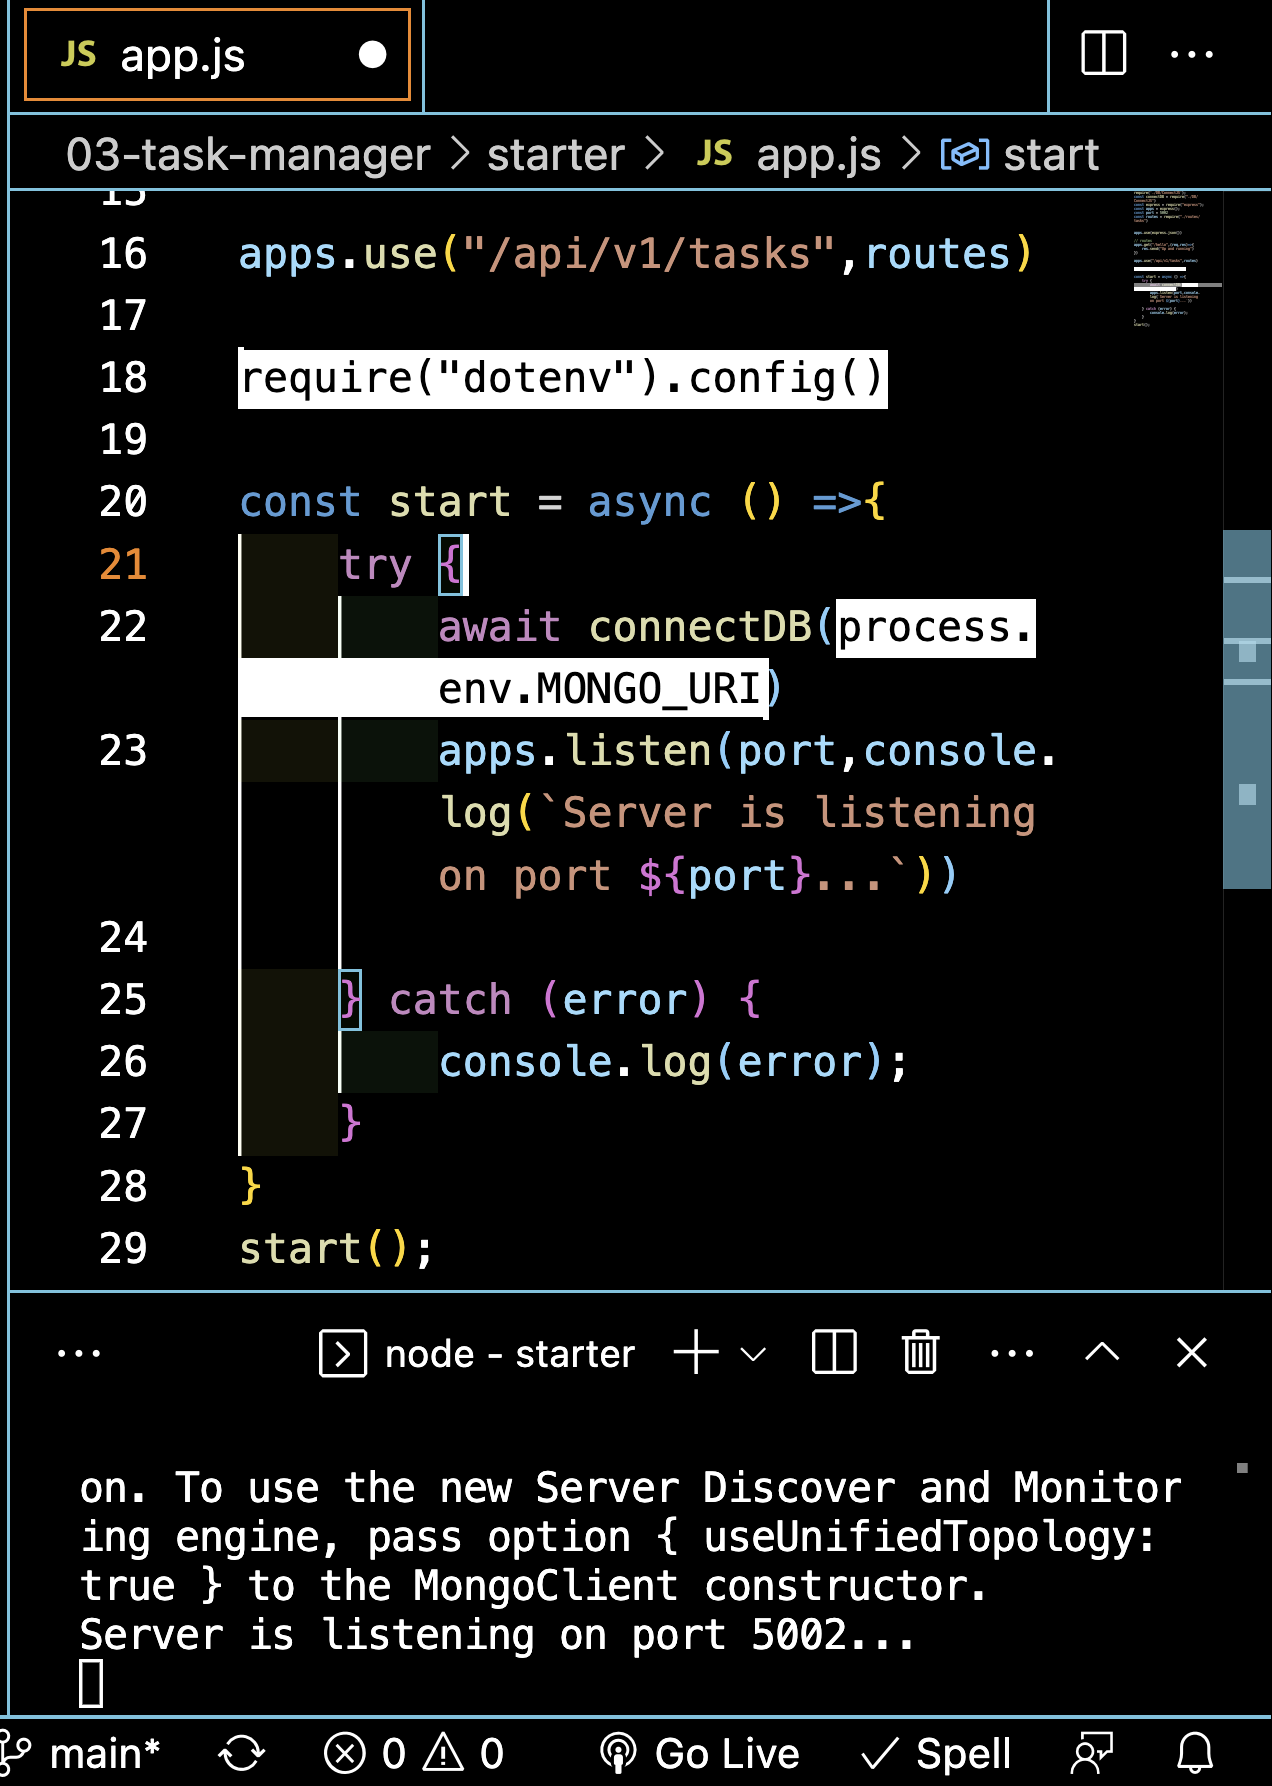 JS app.js
03-task-manager > starter > JS app.js > start
15
16 apps.use("/api/v1/tasks",routes)
17
18 require("dotenv").config()
19
20 const start = async () =>{
21 try {
22 await connectDB(process.
env.MONGO_URI)
23 apps.listen(port,console.
log(`Server is listening
on port ${port}...`))
24
25 } catch (error) {
26 console.log(error);
27 }
28 }
29 start();
node - starter
on. To use the new Server Discover and Monitor
ing engine, pass option { useUnifiedTopology:
true } to the MongoClient constructor.
Server is listening on port 5002...
main* 0 0 Go Live Spell